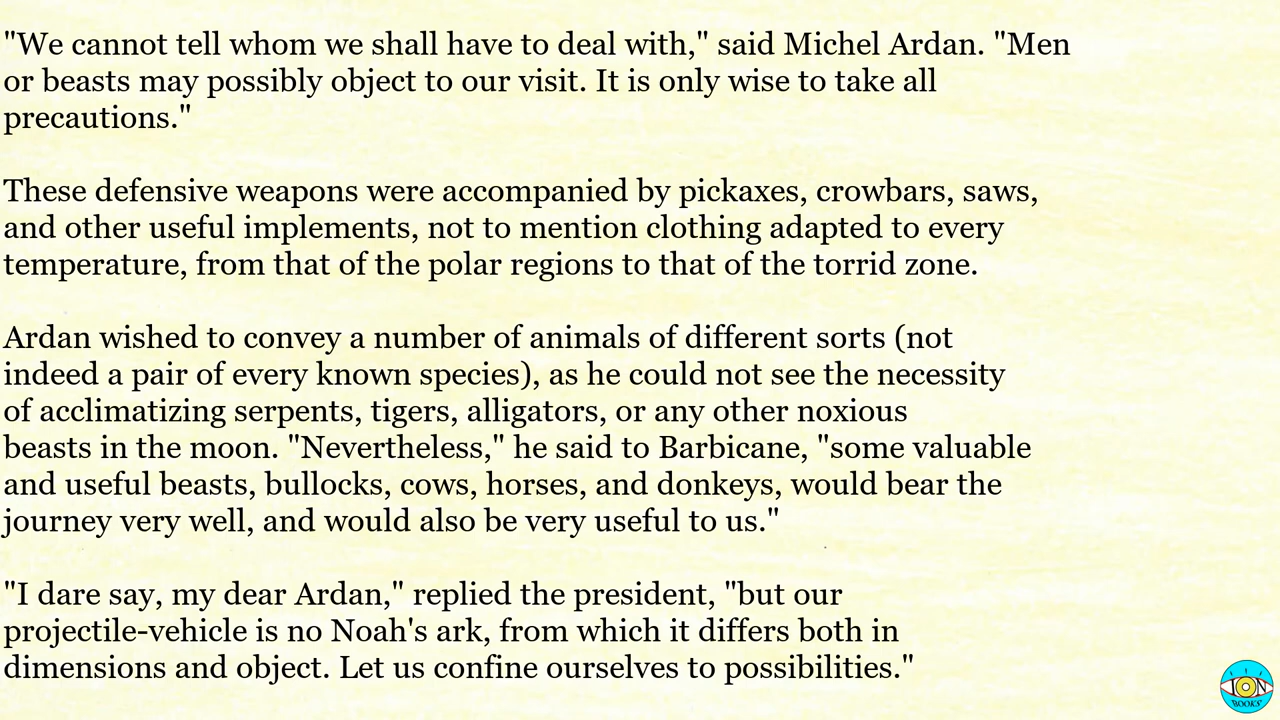 "We cannot tell whom we shall have to deal with," said Michel Ardan. "Men
or beasts may possibly object to our visit. It is only wise to take all
precautions."
These defensive weapons were accompanied by pickaxes, crowbars, saws,
and other useful implements, not to mention clothing adapted to every
temperature, from that of the polar regions to that of the torrid zone.
Ardan wished to convey a number of animals of different sorts (not
indeed a pair of every known species), as he could not see the necessity
of acclimatizing serpents, tigers, alligators, or any other noxious
beasts in the moon. "Nevertheless," he said to Barbicane, "some valuable
and useful beasts, bullocks, cows, horses, and donkeys, would bear the
journey very well, and would also be very useful to us."
"I dare say, my dear Ardan," replied the president, "but our
projectile-vehicle is no Noah's ark, from which it differs both in
dimensions and object. Let us confine ourselves to possibilities."
ION
BOOKS